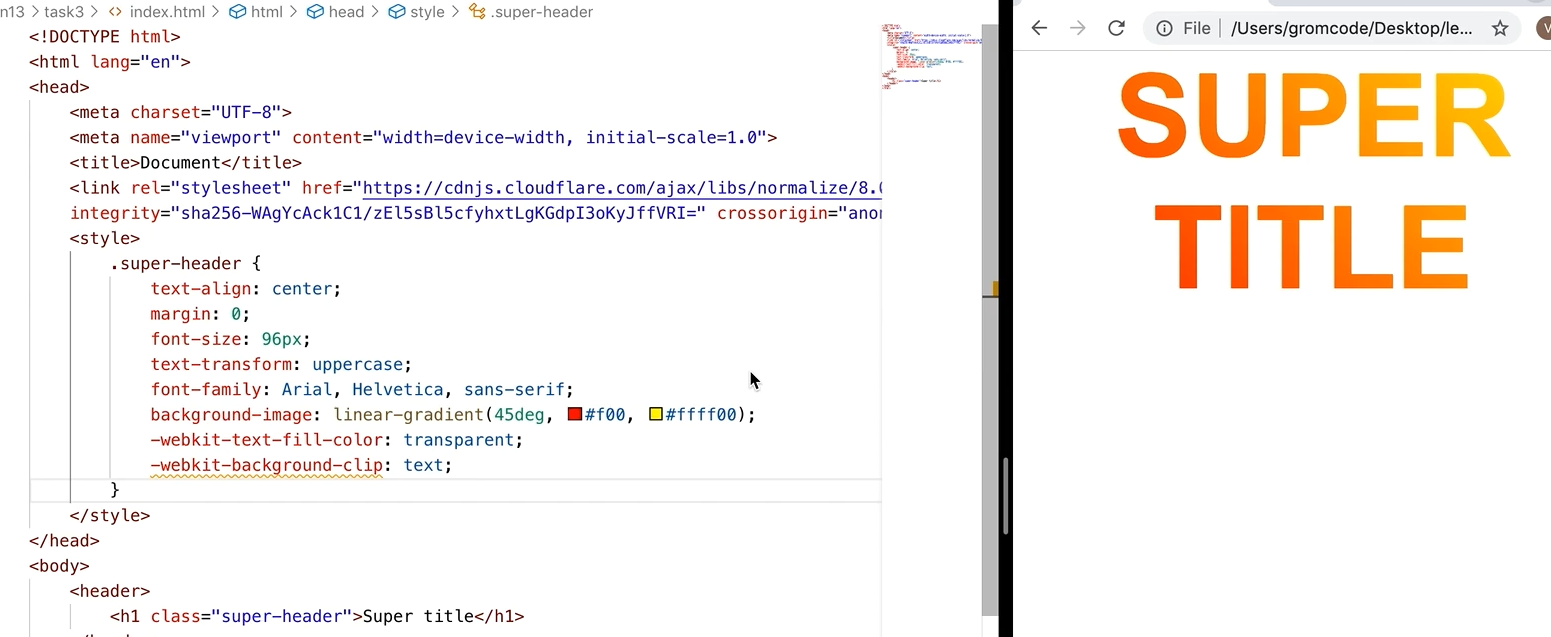 n13 > task3 > <> index.html > html > head > style > .super-header
<!DOCTYPE html>
<html lang="en">
<head>
<meta charset="UTF-8">
<meta name="viewport" content="width=device-width, initial-scale=1.0">
<title>Document</title>
<link rel="stylesheet" href="https://cdnjs.cloudflare.com/ajax/libs/normalize/8.0
integrity="sha256-WAgYcAck1C1/zEl5sBl5cfyhxtLgKGdpI3oKyJffVRI=" crossorigin="anon
<style>
.super-header {
text-align: center;
margin: 0;
font-size: 96px;
text-transform: uppercase;
font-family: Arial, Helvetica, sans-serif;
background-image: linear-gradient(45deg, #f00, #ffff00);
-webkit-text-fill-color: transparent;
-webkit-background-clip: text;
}
</style>
</head>
<body>
<header>
<h1 class="super-header">Super title</h1>
File | /Users/gromcode/Desktop/le...
SUPER
TITLE